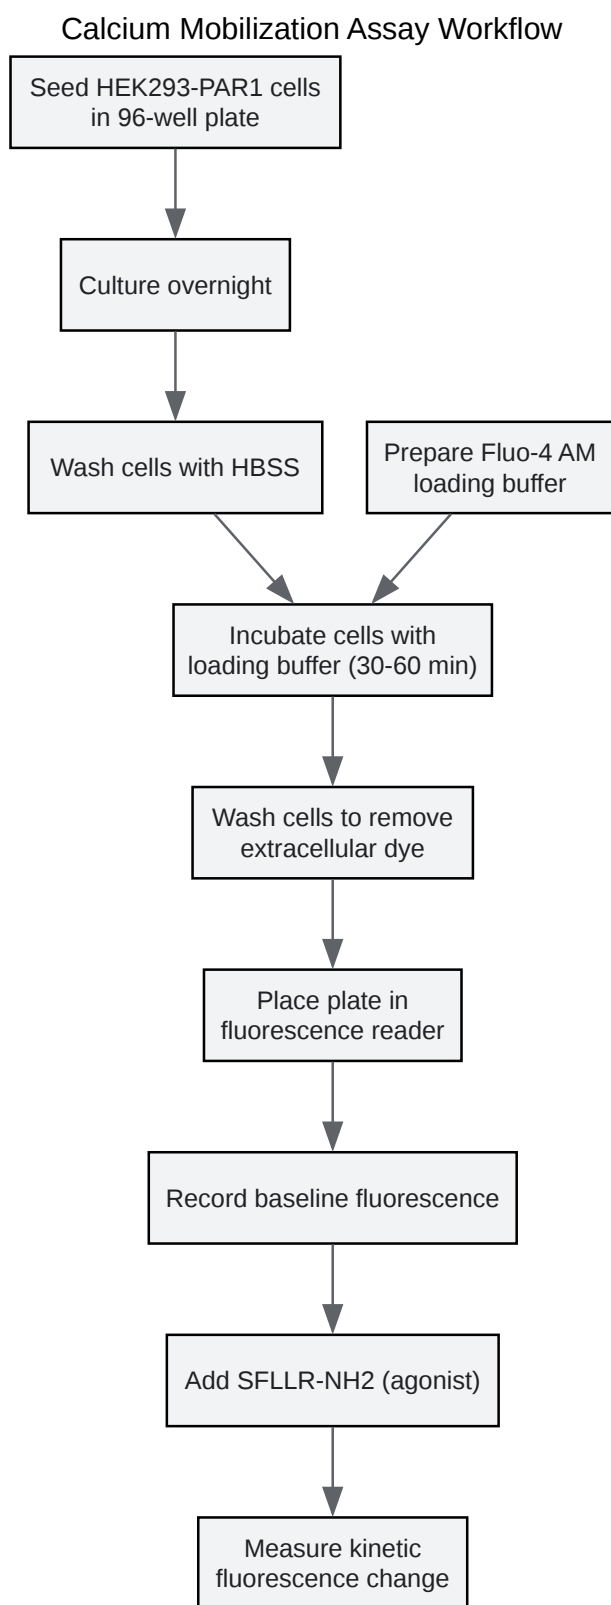 Calcium Mobilization Assay Workflow
Seed HEK293-PAR1 cells
in 96-well plate
Culture overnight
Wash cells with HBSS
Prepare Fluo-4 AM
loading buffer
Incubate cells with
loading buffer (30-60 min)
Wash cells to remove
extracellular dye
Place plate in
fluorescence reader
Record baseline fluorescence
Add SFLLR-NH2 (agonist)
Measure kinetic
fluorescence change